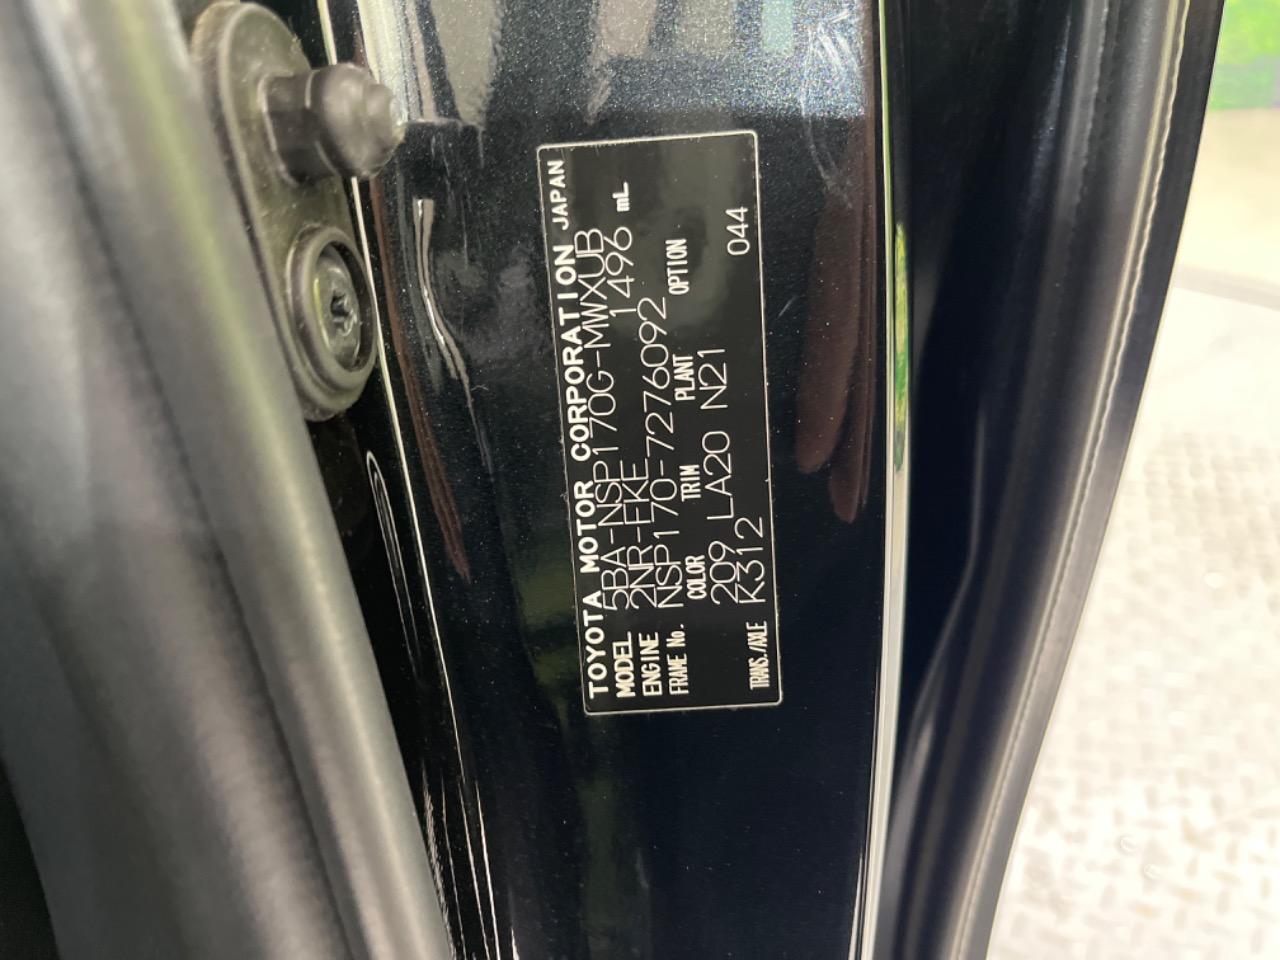 TOYOTA MOTOR CORPORATION JAPAN
MODEL 5BA-NSP170G-MWXUB
ENGINE 2NR-FKE 1496 mL
FRAME No. NSP170-7276092
COLOR TRIM PLANT OPTION
209 LA20 N21
TRANS./AXLE K312 044